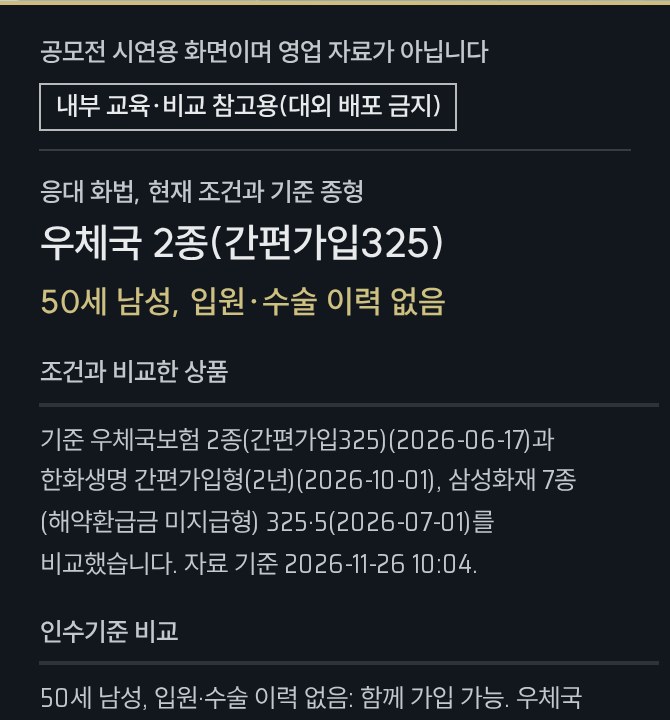 공모전 시연용 화면이며 영업 자료가 아닙니다
내부 교육·비교 참고용(대외 배포 금지)
응대 화법, 현재 조건과 기준 종형
우체국 2종(간편가입325)
50세 남성, 입원·수술 이력 없음
조건과 비교한 상품
기준 우체국보험 2종(간편가입325)(2026-06-17)과
한화생명 간편가입형(2년)(2026-10-01), 삼성화재 7종
(해약환급금 미지급형) 325·5(2026-07-01)를
비교했습니다. 자료 기준 2026-11-26 10:04.
인수기준 비교
50세 남성, 입원·수술 이력 없음: 함께 가입 가능. 우체국